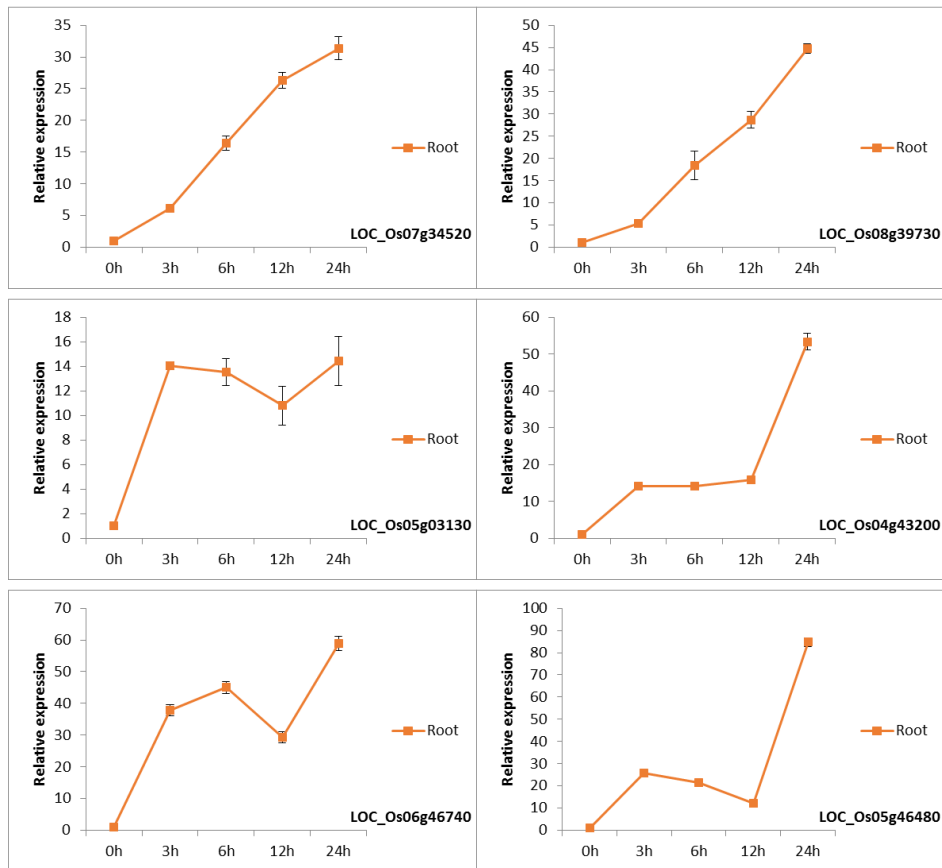 Relative expression
35
30
25
20
15
10
5
0
0h 3h 6h 12h 24h
Root
LOC_Os07g34520
Relative expression
50
45
40
35
30
25
20
15
10
5
0
0h 3h 6h 12h 24h
Root
LOC_Os08g39730
Relative expression
18
16
14
12
10
8
6
4
2
0
0h 3h 6h 12h 24h
Root
LOC_Os05g03130
Relative expression
60
50
40
30
20
10
0
0h 3h 6h 12h 24h
Root
LOC_Os04g43200
Relative expression
70
60
50
40
30
20
10
0
0h 3h 6h 12h 24h
Root
LOC_Os06g46740
Relative expression
100
90
80
70
60
50
40
30
20
10
0
0h 3h 6h 12h 24h
Root
LOC_Os05g46480